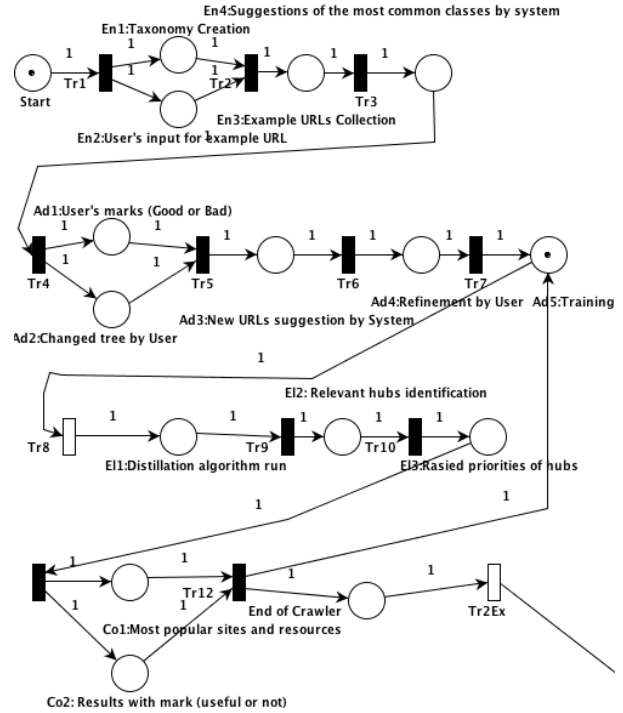 En4:Suggestions of the most common classes by system
En1:Taxonomy Creation
1 1 1 1 1 1
1 1
Tr1 Tr2 Tr3
Start
En3:Example URLs Collection
En2:User's input for example URL
1
Ad1:User's marks (Good or Bad)
1 1 1 1 1 1
1 1
Tr4 Tr5 Tr6 Tr7
Ad4:Refinement by User Ad5:Training
Ad3:New URLs suggestion by System
Ad2:Changed tree by User
1
El2: Relevant hubs identification
1 1 1 1 1
Tr8 Tr9 Tr10
El1:Distillation algorithm run El3:Rasied priorities of hubs
1 1
1 1 1 1
Tr12
1 1
End of Crawler Tr2Ex
Co1:Most popular sites and resources
Co2: Results with mark (useful or not)